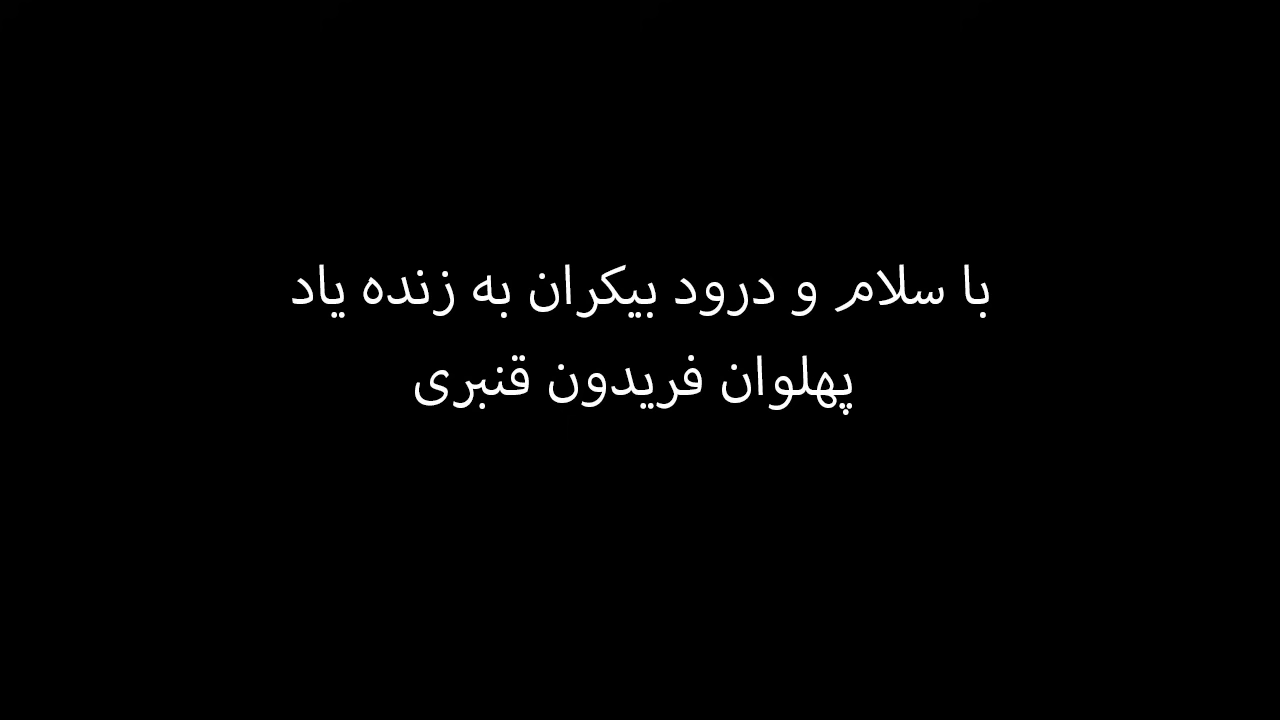 با سلام و درود بیکران به زنده یاد
پهلوان فریدون قنبری